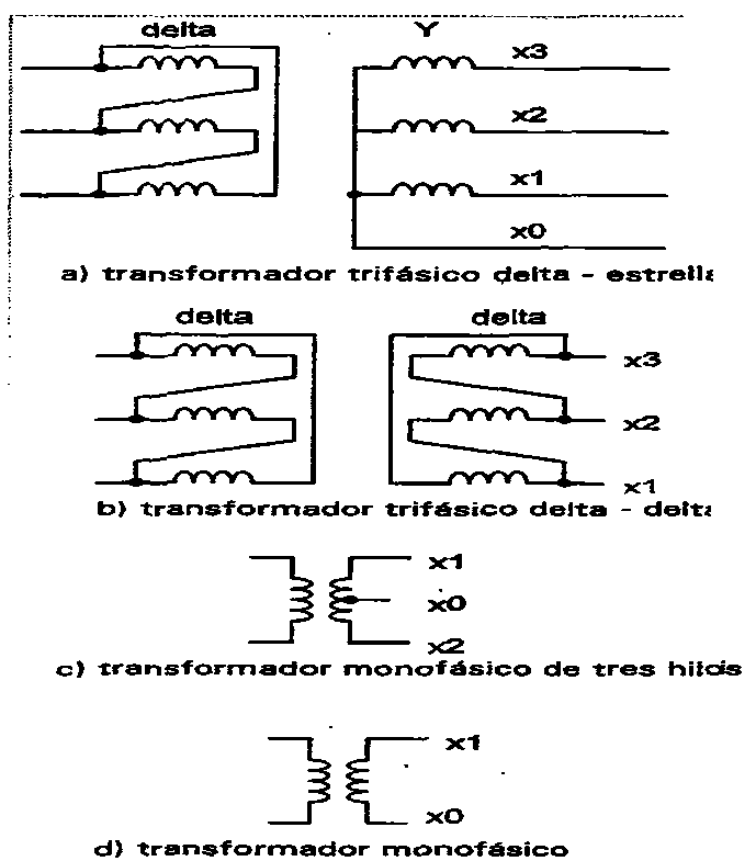 delta Y
x3
x2
x1
x0
a) transformador trifásico delta - estrella
delta delta
x3
x2
x1
b) transformador trifásico delta - delta
x1
x0
x2
c) transformador monofásico de tres hilos
x1
x0
d) transformador monofásico